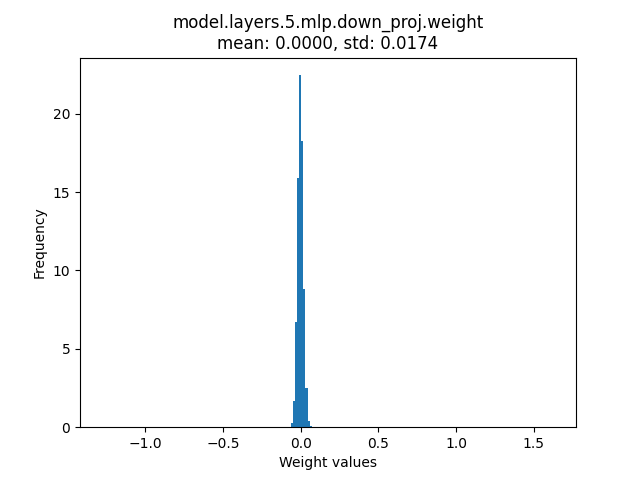 model.layers.5.mlp.down_proj.weight
mean: 0.0000, std: 0.0174
20
15
10
5
0
Frequency
−1.0 −0.5 0.0 0.5 1.0 1.5
Weight values